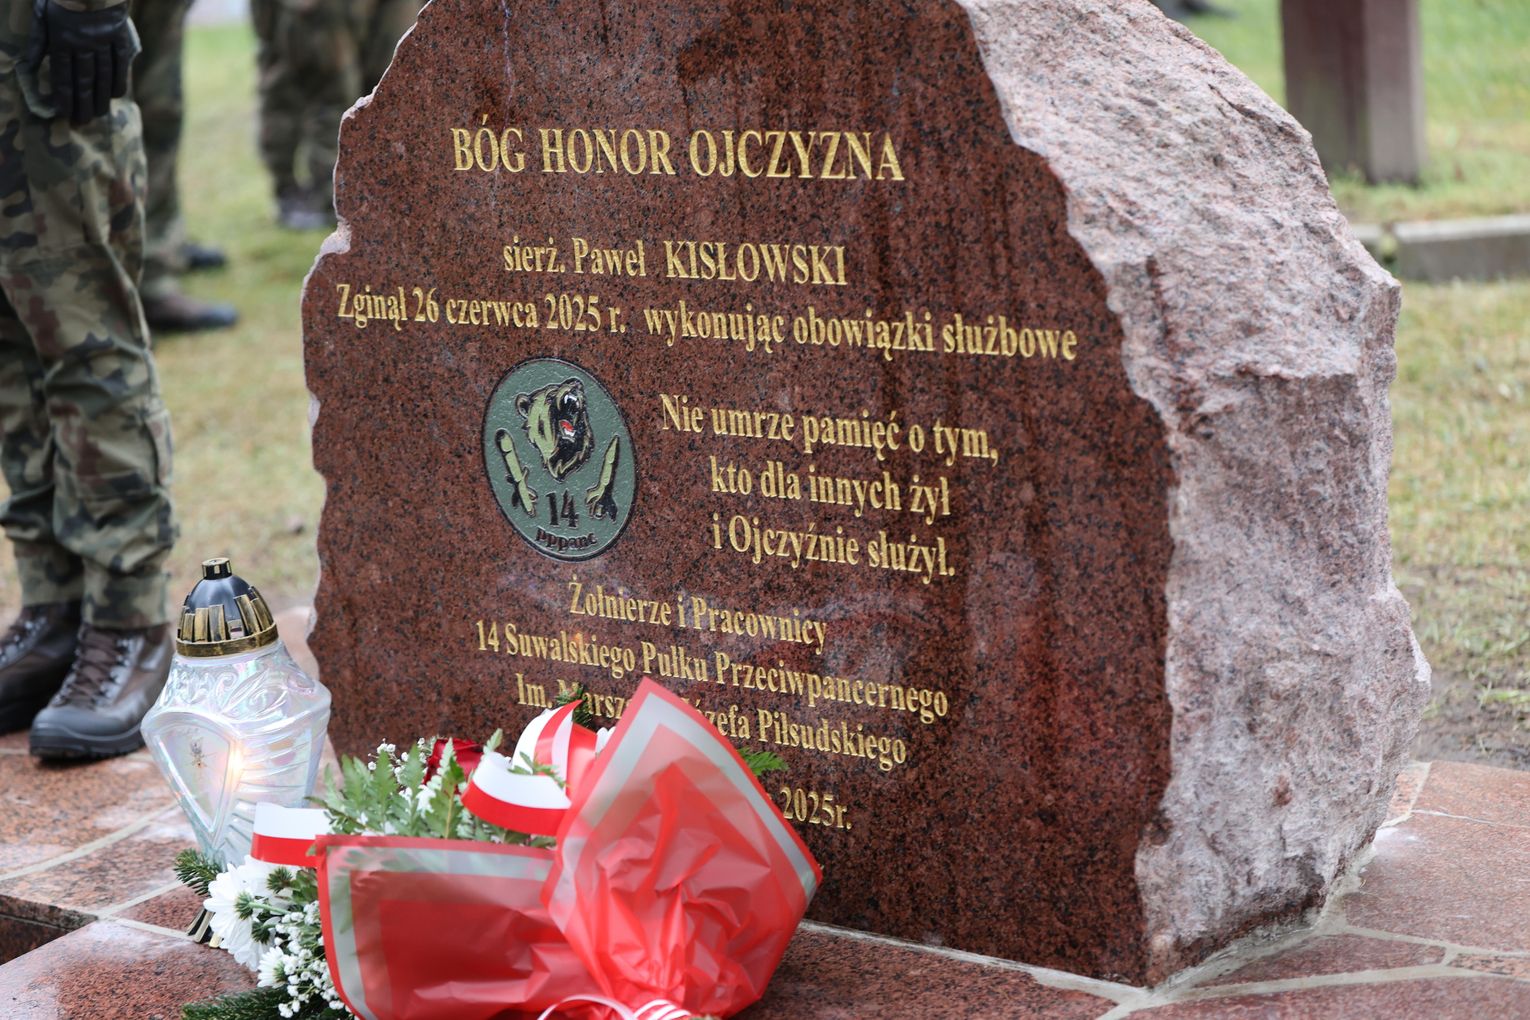 BÓG HONOR OJCZYZNA
sierż. Paweł KISŁOWSKI
Zginął 26 czerwca 2025 r. wykonując obowiązki służbowe
Nie umrze pamięć o tym,
kto dla innych żył
i Ojczyźnie służył.
14
pppanc
Żołnierze i Pracownicy
14 Suwalskiego Pułku Przeciwpancernego
Im. Piłsudskiego
2025r.